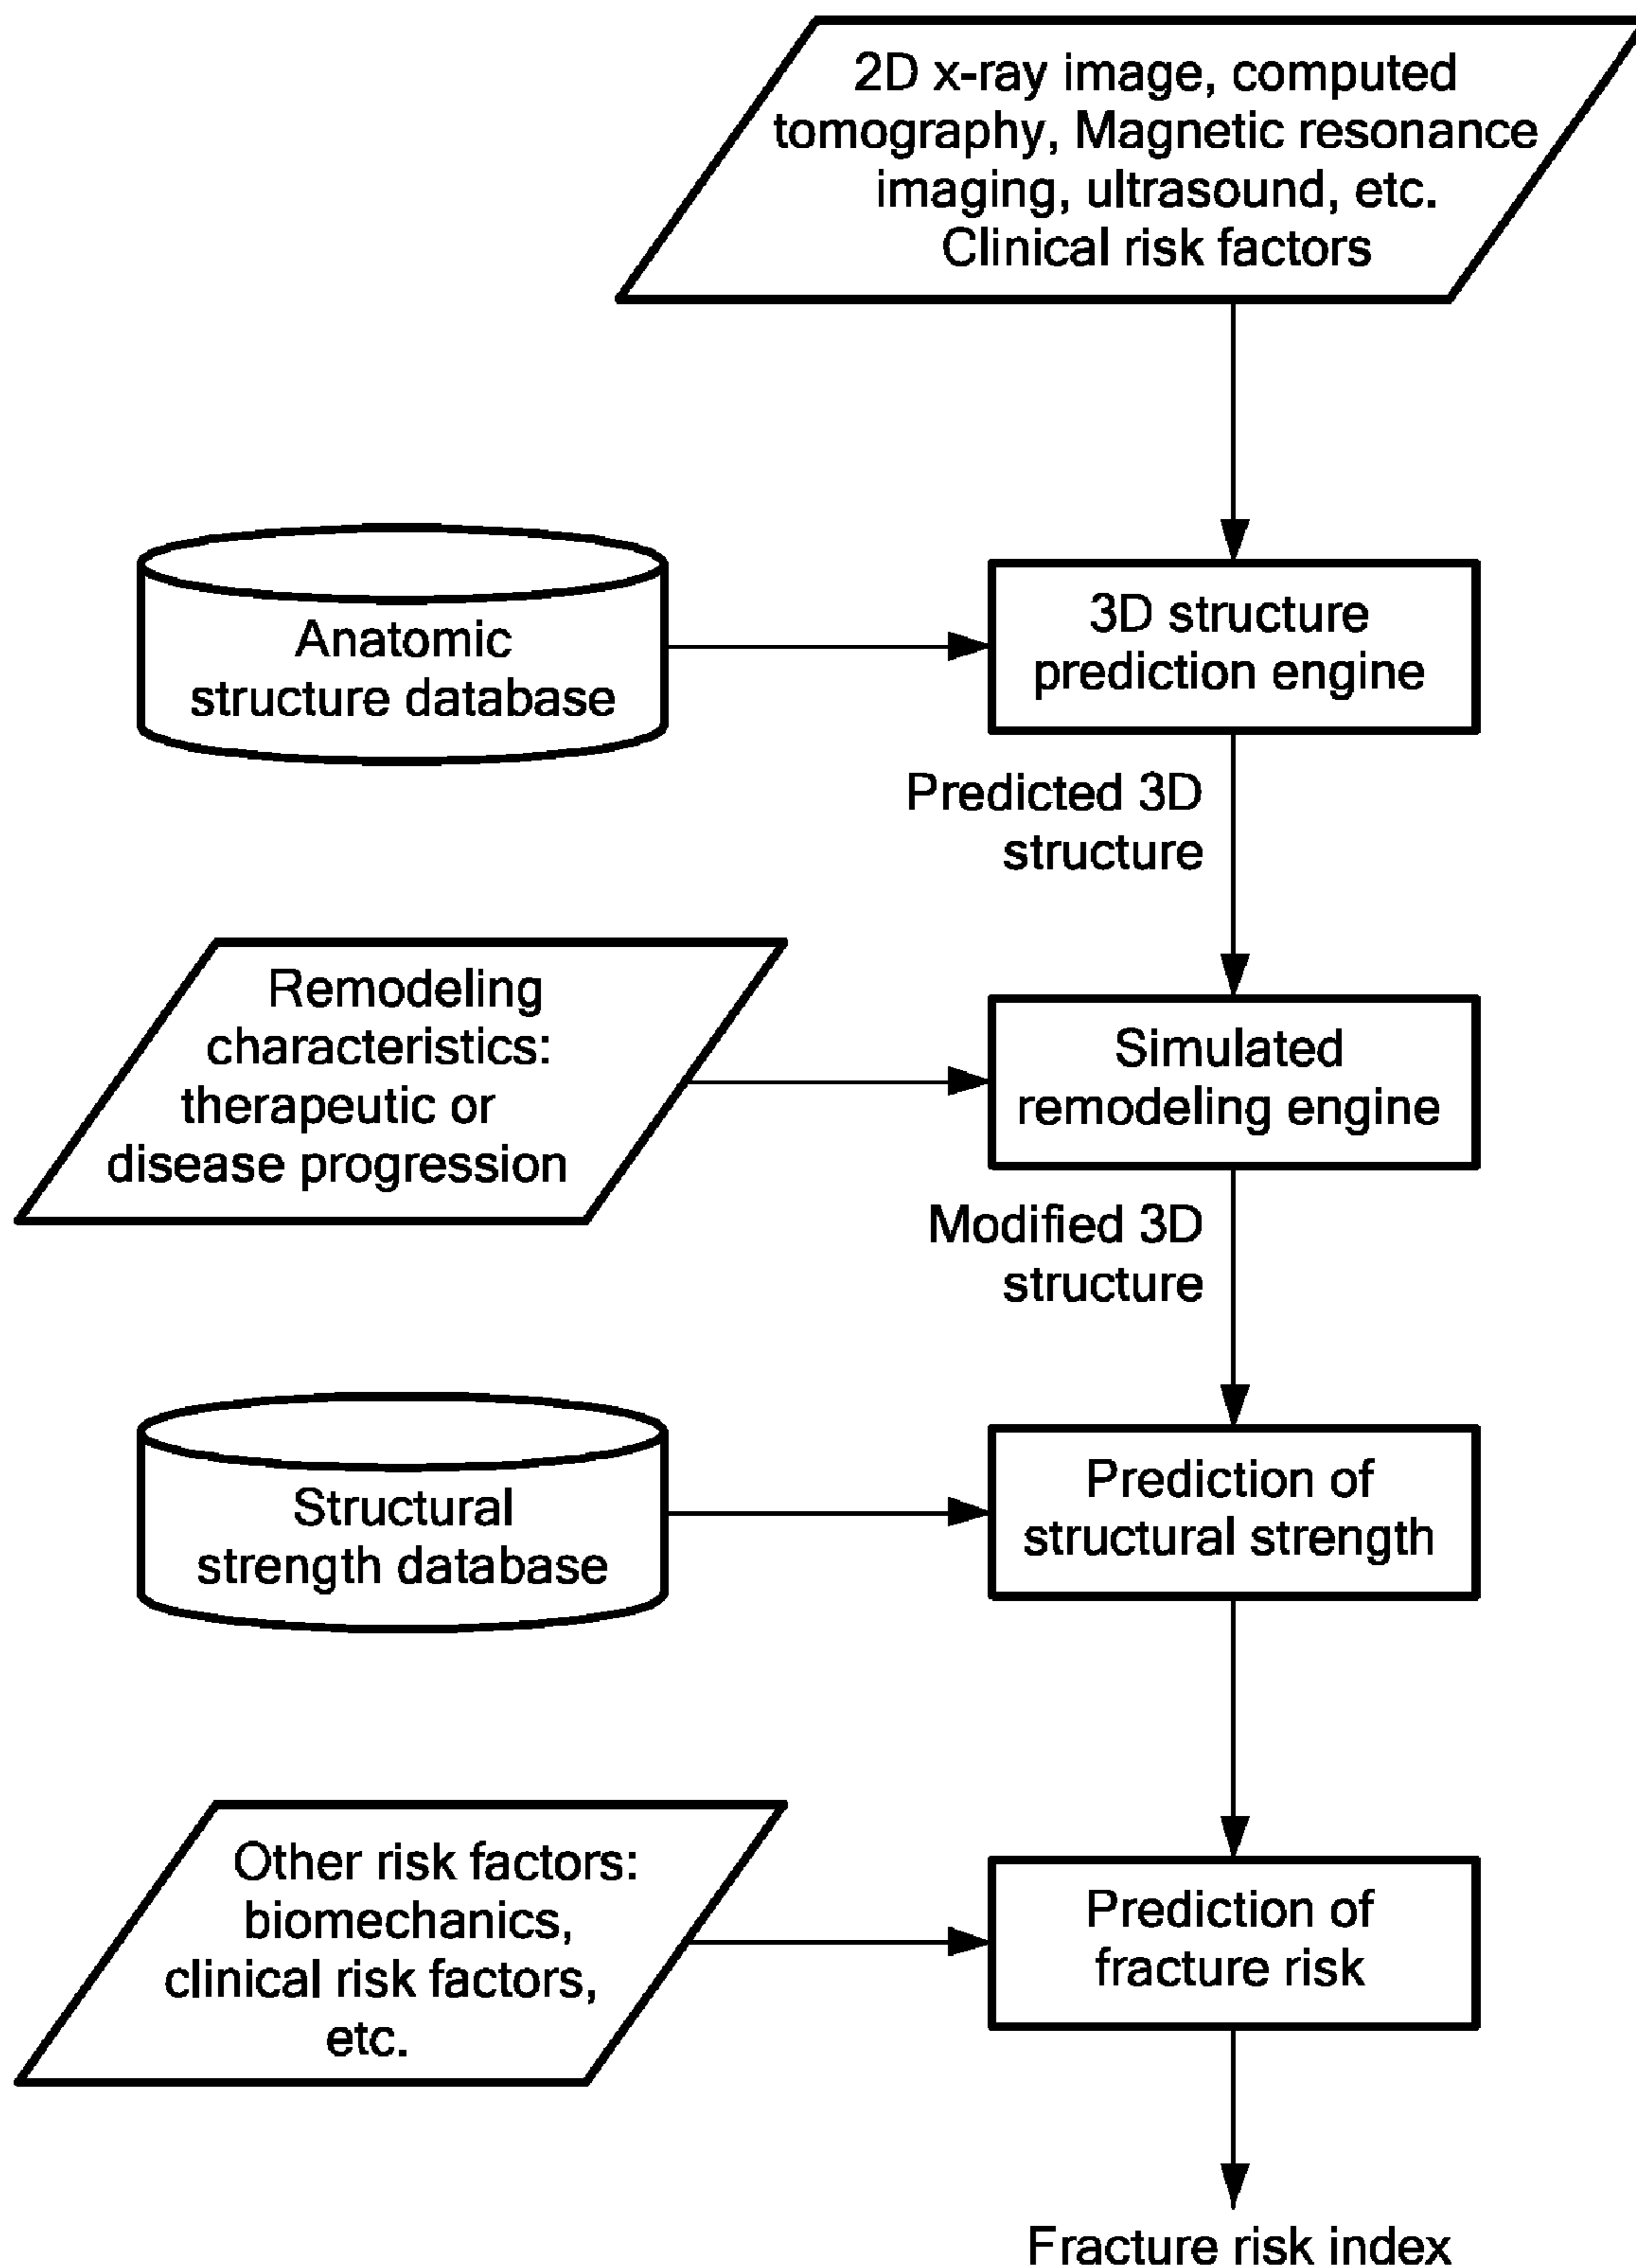 2D x-ray image, computed
tomography, Magnetic resonance
imaging, ultrasound, etc.
Clinical risk factors
Anatomic
structure database
3D structure
prediction engine
Predicted 3D
structure
Remodeling
characteristics:
therapeutic or
disease progression
Simulated
remodeling engine
Modified 3D
structure
Structural
strength database
Prediction of
structural strength
Other risk factors:
biomechanics,
clinical risk factors,
etc.
Prediction of
fracture risk
Fracture risk index